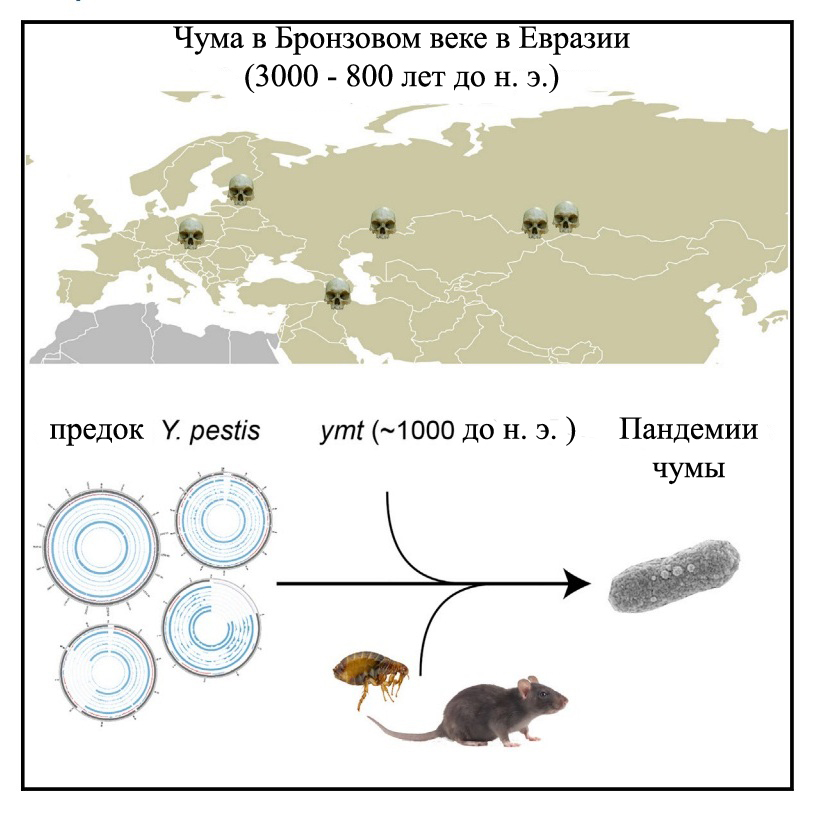 Чума в Бронзовом веке в Евразии
(3000 - 800 лет до н. э.)
предок Y. pestis
ymt (~1000 до н. э. )
Пандемии
чумы